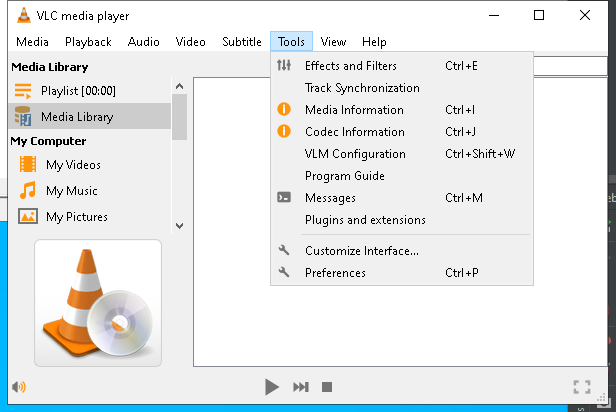 VLC media player
Media Playback Audio Video Subtitle Tools View Help
Media Library
Playlist [00:00]
Media Library
My Computer
My Videos
My Music
My Pictures
Effects and Filters Ctrl+E
Track Synchronization
Media Information Ctrl+I
Codec Information Ctrl+J
VLM Configuration Ctrl+Shift+W
Program Guide
Messages Ctrl+M
Plugins and extensions
Customize Interface...
Preferences Ctrl+P